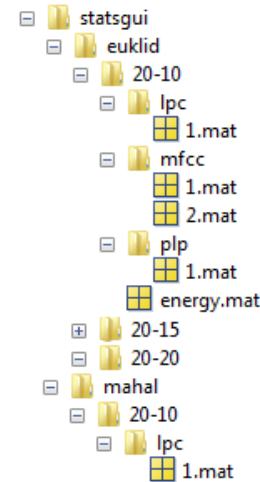 statsgui
euklid
20-10
lpc
1.mat
mfcc
1.mat
2.mat
plp
1.mat
energy.mat
20-15
20-20
mahal
20-10
lpc
1.mat